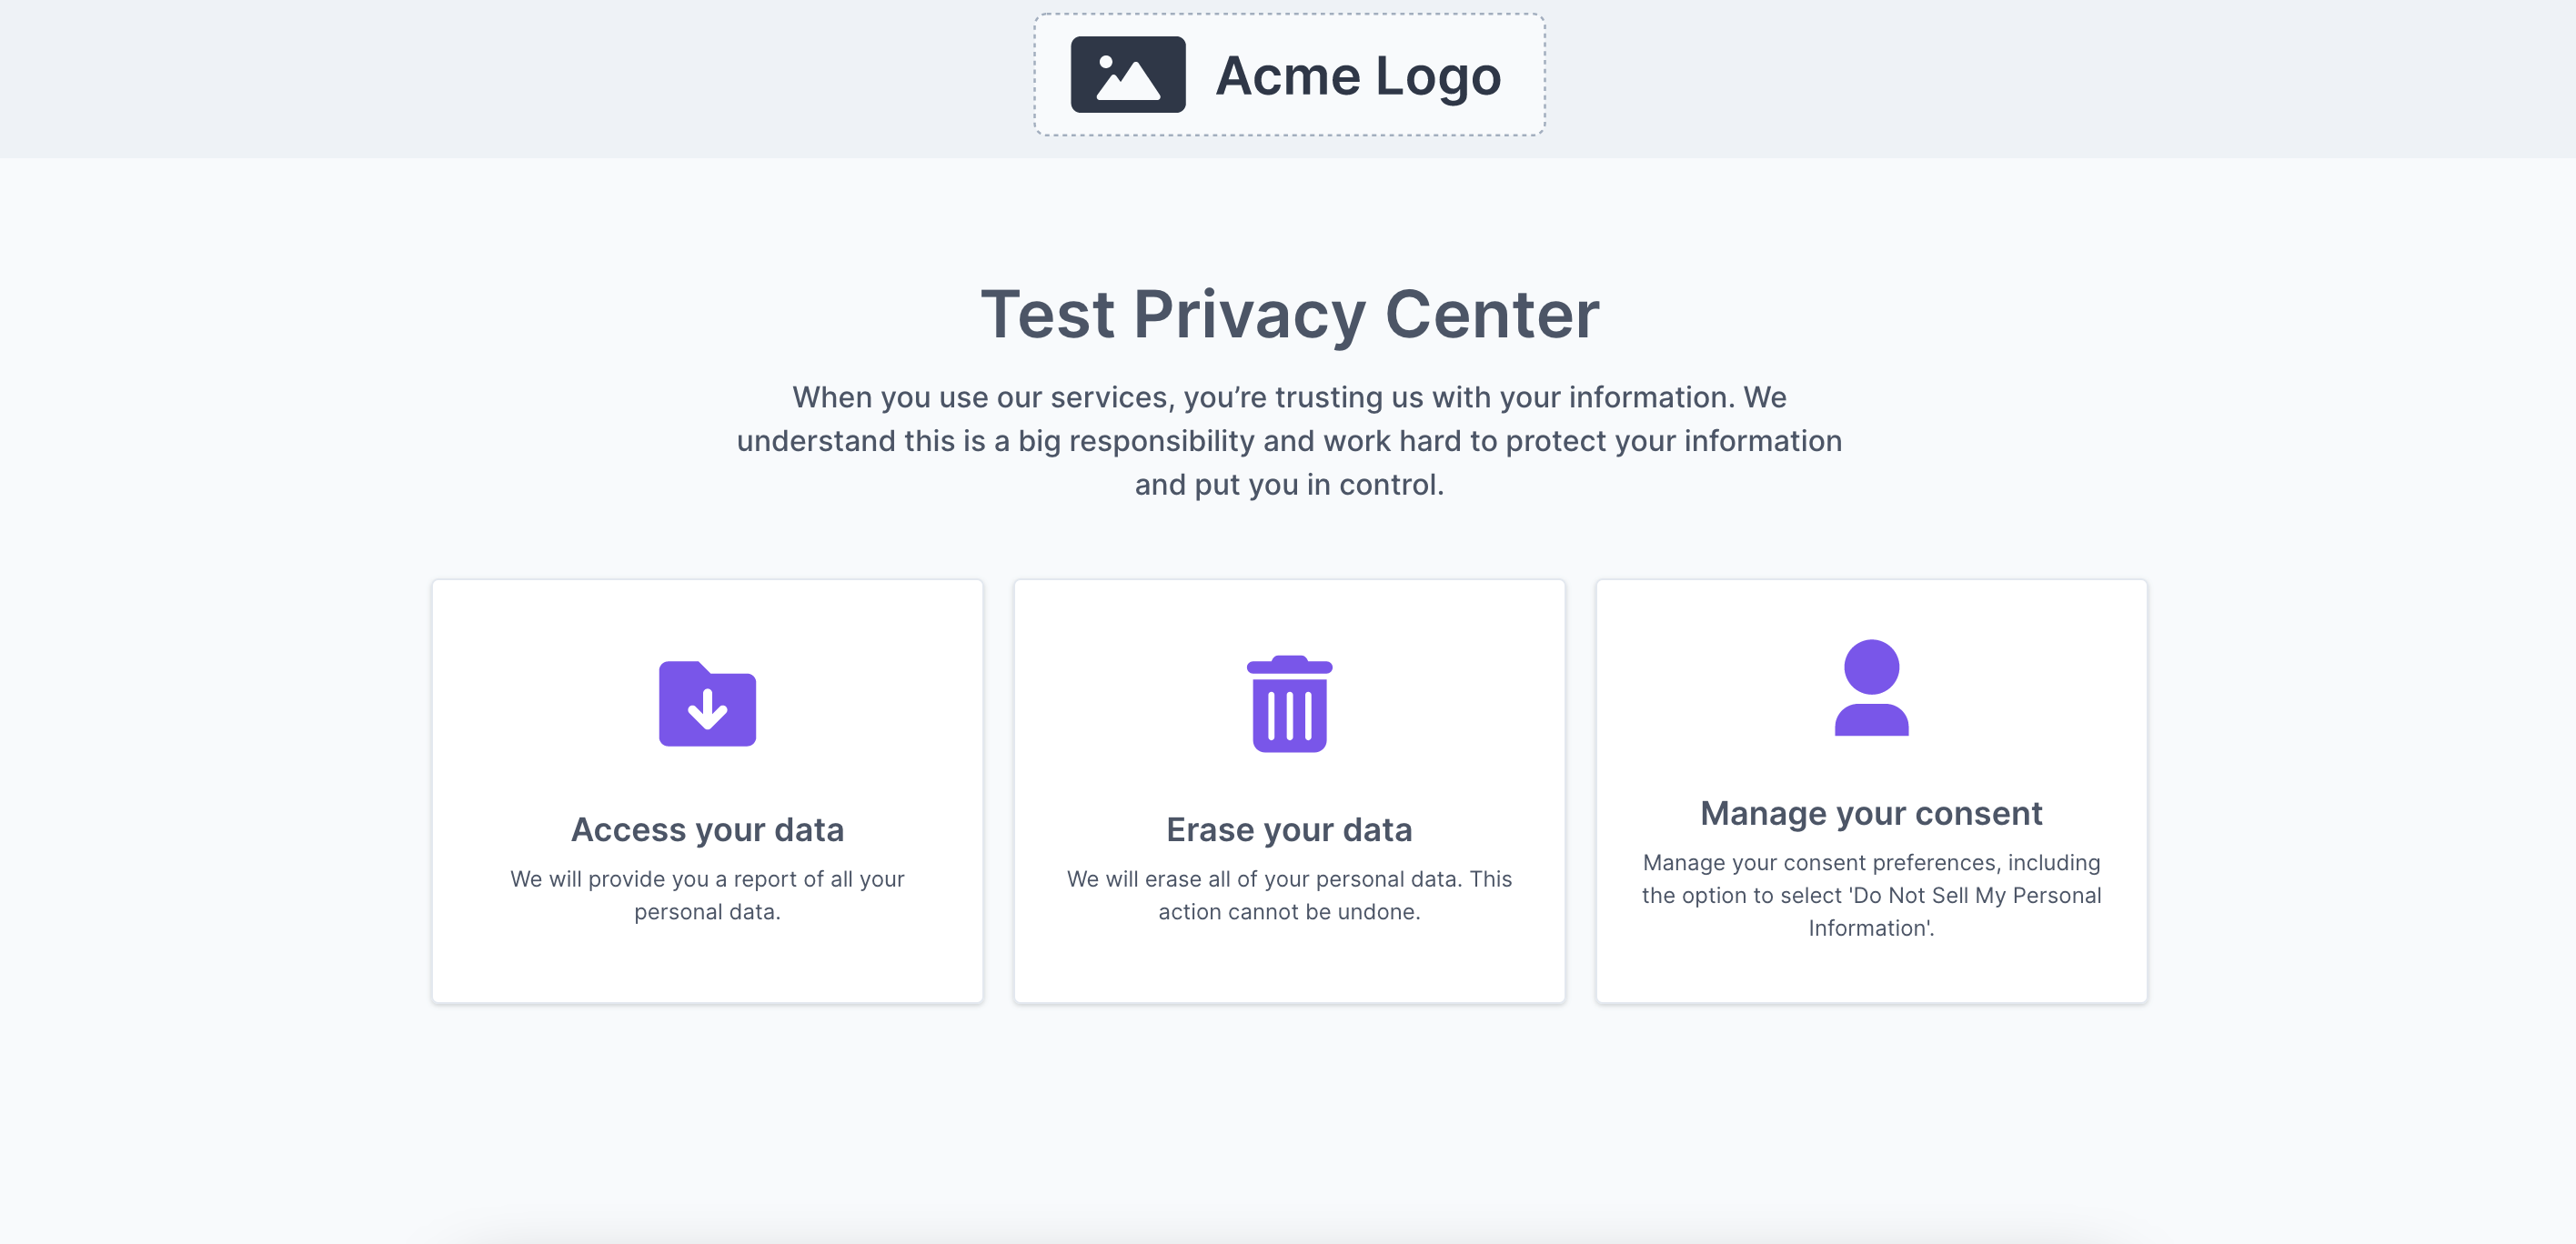 Acme Logo
Test Privacy Center
When you use our services, you’re trusting us with your information. We
understand this is a big responsibility and work hard to protect your information
and put you in control.
Access your data
We will provide you a report of all your
personal data.
Erase your data
We will erase all of your personal data. This
action cannot be undone.
Manage your consent
Manage your consent preferences, including
the option to select 'Do Not Sell My Personal
Information'.